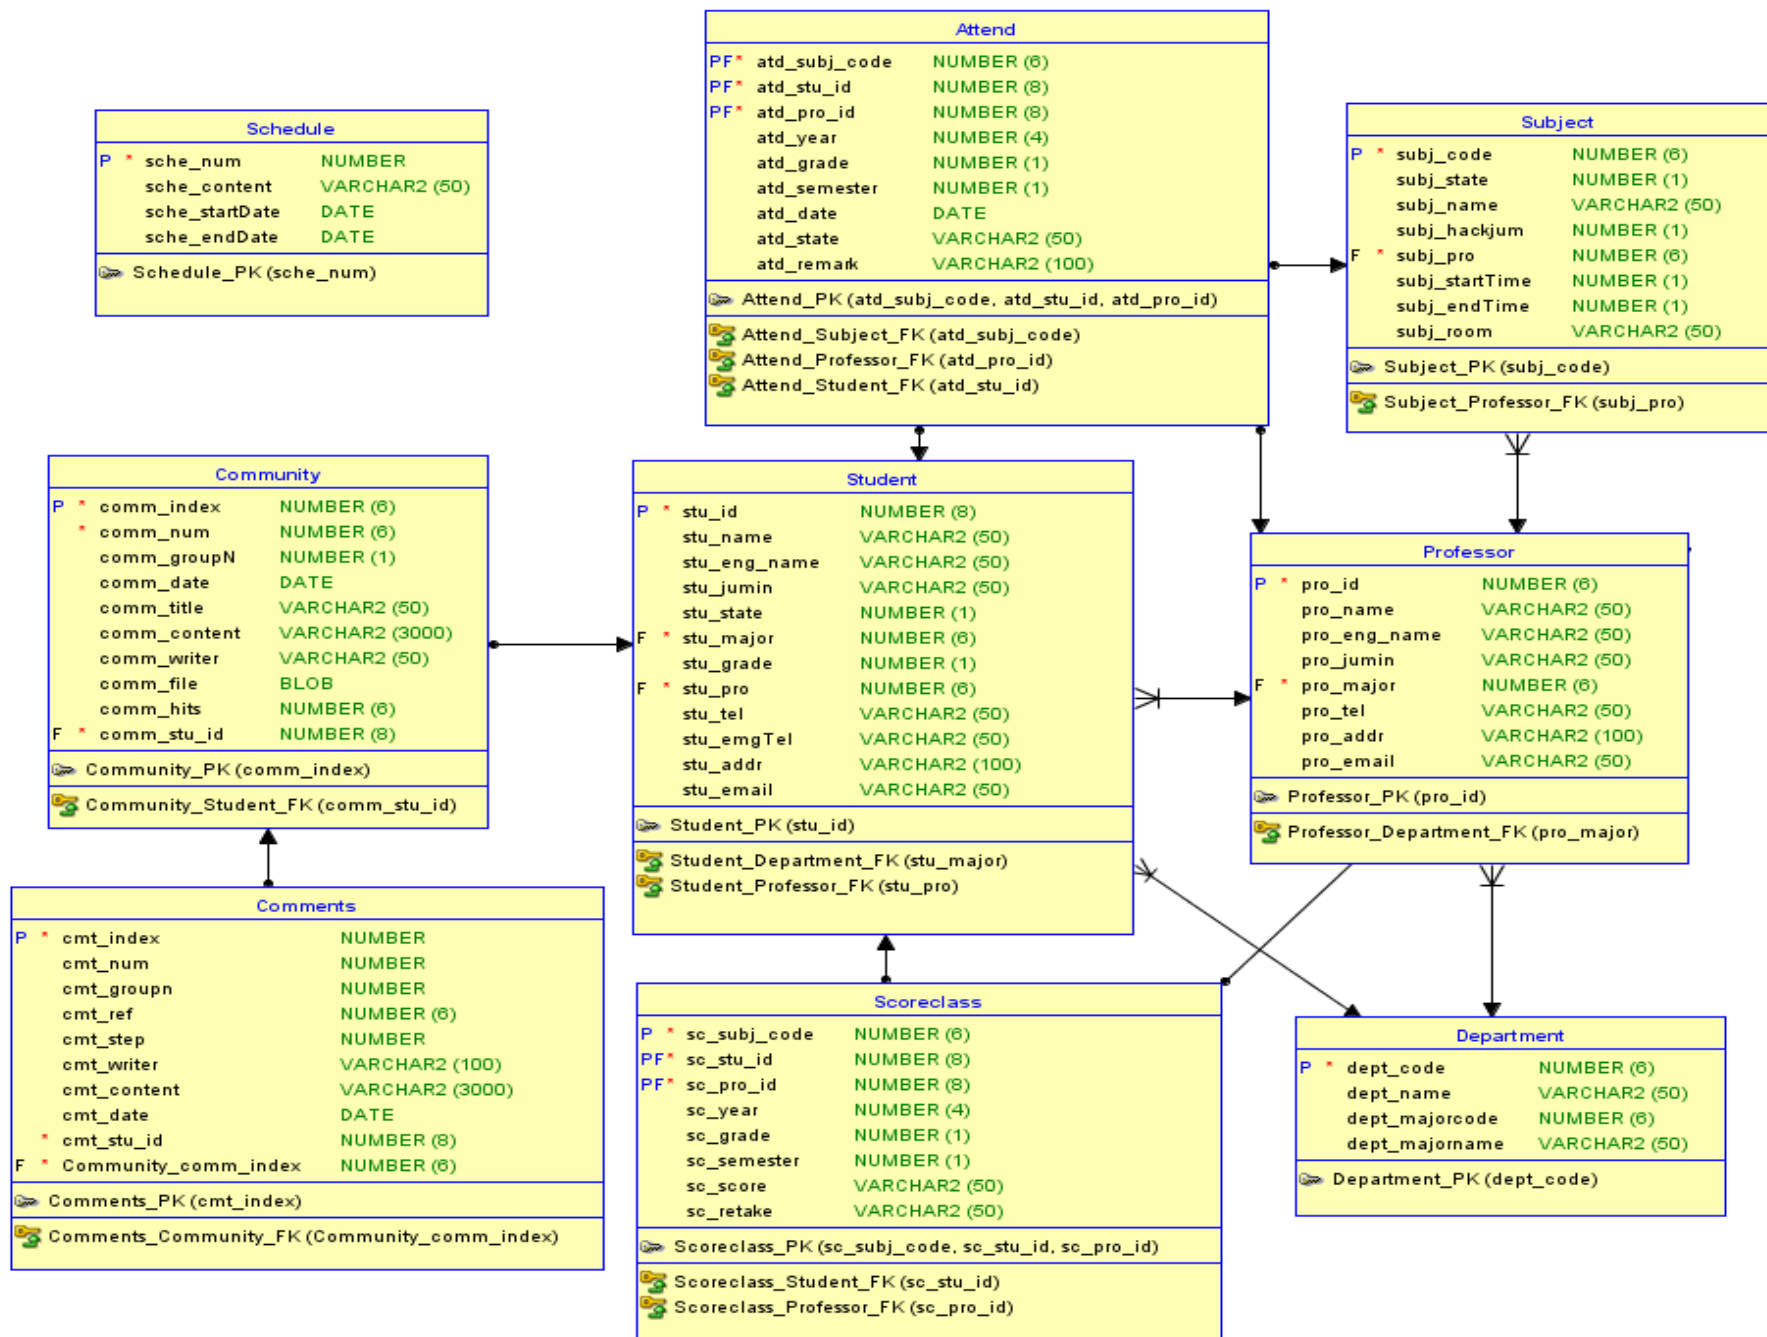 Attend
PF* atd_subj_code NUMBER (6)
PF* atd_stu_id NUMBER (8)
PF* atd_pro_id NUMBER (8)
atd_year NUMBER (4)
atd_grade NUMBER (1)
atd_semester NUMBER (1)
atd_date DATE
atd_state VARCHAR2 (50)
atd_remark VARCHAR2 (100)
Attend_PK (atd_subj_code, atd_stu_id, atd_pro_id)
Attend_Subject_FK (atd_subj_code)
Attend_Professor_FK (atd_pro_id)
Attend_Student_FK (atd_stu_id)
Schedule
P * sche_num NUMBER
sche_content VARCHAR2 (50)
sche_startDate DATE
sche_endDate DATE
Schedule_PK (sche_num)
Subject
P * subj_code NUMBER (6)
subj_state NUMBER (1)
subj_name VARCHAR2 (50)
subj_hackjum NUMBER (1)
F * subj_pro NUMBER (6)
subj_startTime NUMBER (1)
subj_endTime NUMBER (1)
subj_room VARCHAR2 (50)
Subject_PK (subj_code)
Subject_Professor_FK (subj_pro)
Community
P * comm_index NUMBER (6)
* comm_num NUMBER (6)
comm_groupN NUMBER (1)
comm_date DATE
comm_title VARCHAR2 (50)
comm_content VARCHAR2 (3000)
comm_writer VARCHAR2 (50)
comm_file BLOB
comm_hits NUMBER (6)
F * comm_stu_id NUMBER (8)
Community_PK (comm_index)
Community_Student_FK (comm_stu_id)
Student
P * stu_id NUMBER (8)
stu_name VARCHAR2 (50)
stu_eng_name VARCHAR2 (50)
stu_jumin VARCHAR2 (50)
stu_state NUMBER (1)
F * stu_major NUMBER (6)
stu_grade NUMBER (1)
F * stu_pro NUMBER (6)
stu_tel VARCHAR2 (50)
stu_emgTel VARCHAR2 (50)
stu_addr VARCHAR2 (100)
stu_email VARCHAR2 (50)
Student_PK (stu_id)
Student_Department_FK (stu_major)
Student_Professor_FK (stu_pro)
Professor
P * pro_id NUMBER (6)
pro_name VARCHAR2 (50)
pro_eng_name VARCHAR2 (50)
pro_jumin VARCHAR2 (50)
F * pro_major NUMBER (6)
pro_tel VARCHAR2 (50)
pro_addr VARCHAR2 (100)
pro_email VARCHAR2 (50)
Professor_PK (pro_id)
Professor_Department_FK (pro_major)
Comments
P * cmt_index NUMBER
cmt_num NUMBER
cmt_groupn NUMBER
cmt_ref NUMBER (6)
cmt_step NUMBER
cmt_writer VARCHAR2 (100)
cmt_content VARCHAR2 (3000)
cmt_date DATE
* cmt_stu_id NUMBER (8)
F * Community_comm_index NUMBER (6)
Comments_PK (cmt_index)
Comments_Community_FK (Community_comm_index)
Scoreclass
P * sc_subj_code NUMBER (6)
PF* sc_stu_id NUMBER (8)
PF* sc_pro_id NUMBER (8)
sc_year NUMBER (4)
sc_grade NUMBER (1)
sc_semester NUMBER (1)
sc_score VARCHAR2 (50)
sc_retake VARCHAR2 (50)
Scoreclass_PK (sc_subj_code, sc_stu_id, sc_pro_id)
Scoreclass_Student_FK (sc_stu_id)
Scoreclass_Professor_FK (sc_pro_id)
Department
P * dept_code NUMBER (6)
dept_name VARCHAR2 (50)
dept_majorcode NUMBER (6)
dept_majorname VARCHAR2 (50)
Department_PK (dept_code)